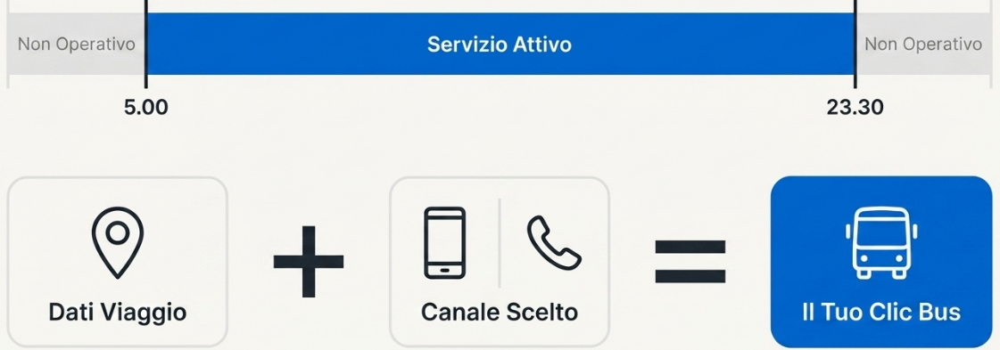 Non Operativo
Servizio Attivo
Non Operativo
5.00
23.30
Dati Viaggio
Canale Scelto
Il Tuo Clic Bus